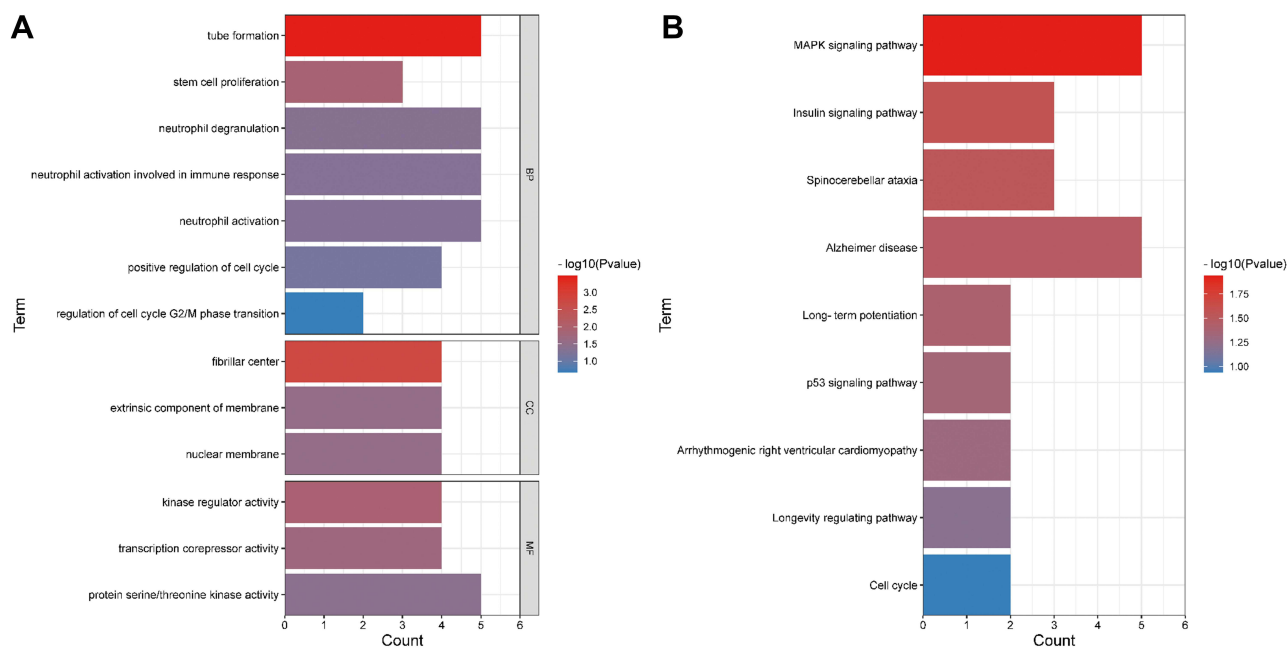 A
Term
tube formation
stem cell proliferation
neutrophil degranulation
neutrophil activation involved in immune response
neutrophil activation
positive regulation of cell cycle
regulation of cell cycle G2/M phase transition
BP
fibrillar center
extrinsic component of membrane
nuclear membrane
CC
kinase regulator activity
transcription corepressor activity
protein serine/threonine kinase activity
MF
0 1 2 3 4 5 6
Count
- log10(Pvalue)
3.0
2.5
2.0
1.5
1.0
B
Term
MAPK signaling pathway
Insulin signaling pathway
Spinocerebellar ataxia
Alzheimer disease
Long- term potentiation
p53 signaling pathway
Arrhythmogenic right ventricular cardiomyopathy
Longevity regulating pathway
Cell cycle
0 1 2 3 4 5 6
Count
- log10(Pvalue)
1.75
1.50
1.25
1.00